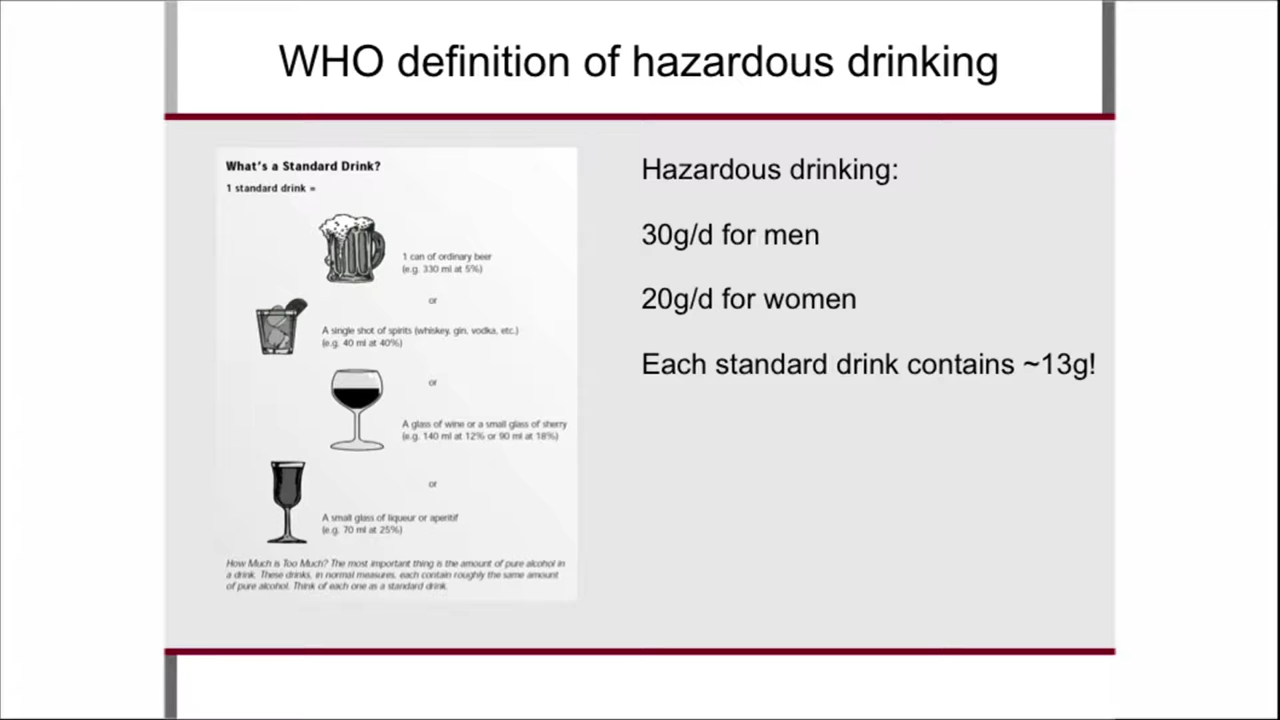 WHO definition of hazardous drinking
What's a Standard Drink?
1 standard drink =
1 can of ordinary beer
(e.g. 330 ml at 5%)
or
A single shot of spirits (whiskey, gin, vodka, etc.)
(e.g. 40 ml at 40%)
or
A glass of wine or a small glass of sherry
(e.g. 140 ml at 12% or 90 ml at 18%)
or
A small glass of liqueur or aperitif
(e.g. 70 ml at 25%)
How Much is Too Much? The most important thing is the amount of pure alcohol in
a drink. These drinks, in normal measures, each contain roughly the same amount
of pure alcohol. Think of each one as a standard drink.
Hazardous drinking:
30g/d for men
20g/d for women
Each standard drink contains ~13g!